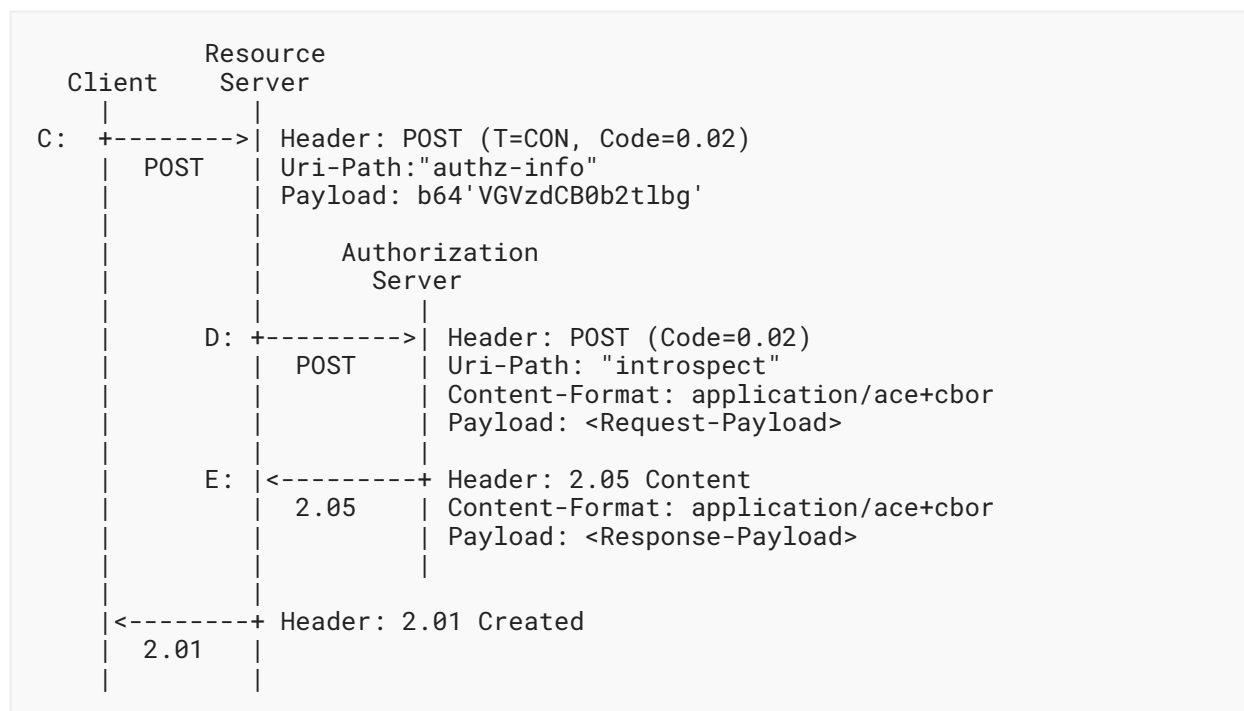 Resource
Client Server
| |
C: +-------->| Header: POST (T=CON, Code=0.02)
| POST | Uri-Path:"authz-info"
| | Payload: b64'VGVzdCB0b2tlbg'
| |
| | Authorization
| | Server
| | |
| D: +--------->| Header: POST (Code=0.02)
| | POST | Uri-Path: "introspect"
| | | Content-Format: application/ace+cbor
| | | Payload: <Request-Payload>
| | |
| E: |<---------+ Header: 2.05 Content
| | 2.05 | Content-Format: application/ace+cbor
| | | Payload: <Response-Payload>
| | |
| |
|<--------+ Header: 2.01 Created
| 2.01 |
| |